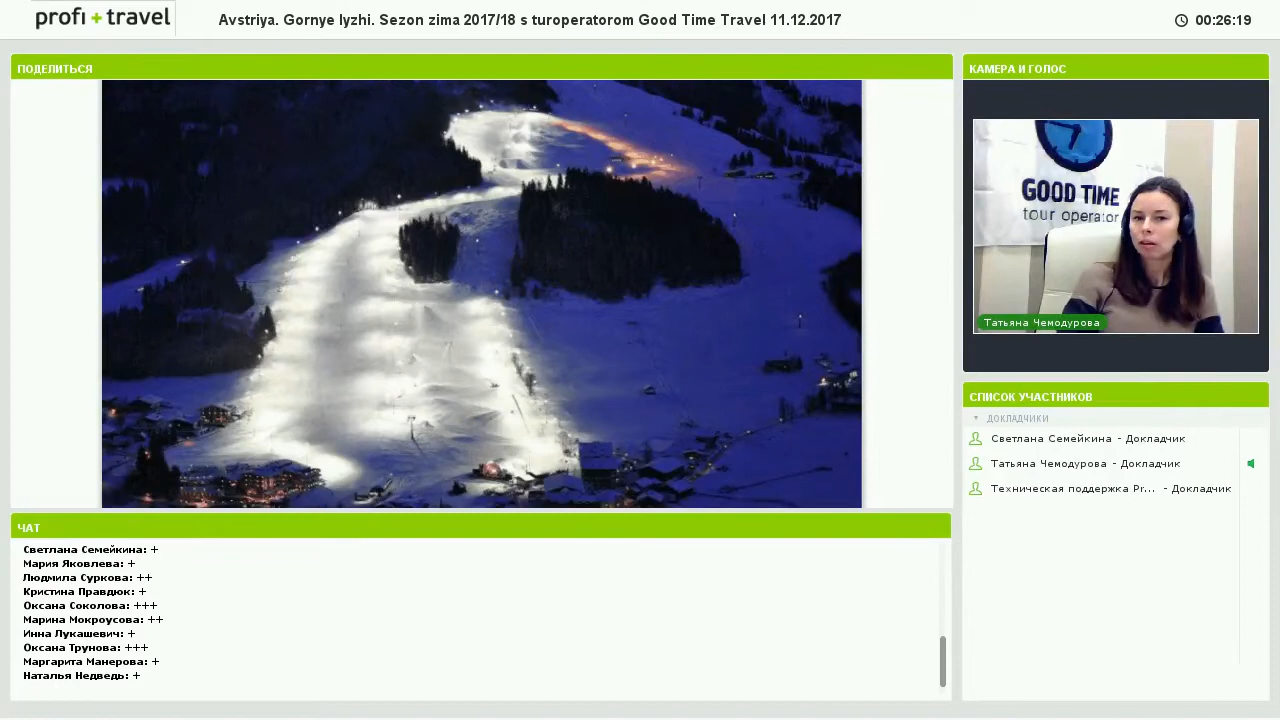 profi + travel
Avstriya. Gornye lyzhi. Sezon zima 2017/18 s turoperatorom Good Time Travel 11.12.2017
00:26:19
ПОДЕЛИТЬСЯ
КАМЕРА И ГОЛОС
GOOD TIME
tour operator
Татьяна Чемодурова
СПИСОК УЧАСТНИКОВ
ДОКЛАДЧИКИ
Светлана Семейкина - Докладчик
Татьяна Чемодурова - Докладчик
Техническая поддержка Pr... - Докладчик
ЧАТ
Светлана Семейкина: +
Мария Яковлева: +
Людмила Суркова: ++
Кристина Правдюк: +
Оксана Соколова: +++
Марина Мокроусова: ++
Инна Лукашевич: +
Оксана Трунова: +++
Маргарита Манерова: +
Наталья Недведь: +